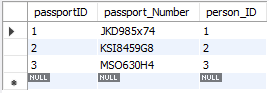 passportID passport_Number person_ID
1 JKD985x74 1
2 KSI8459G8 2
3 MSO630H4 3
NULL NULL NULL